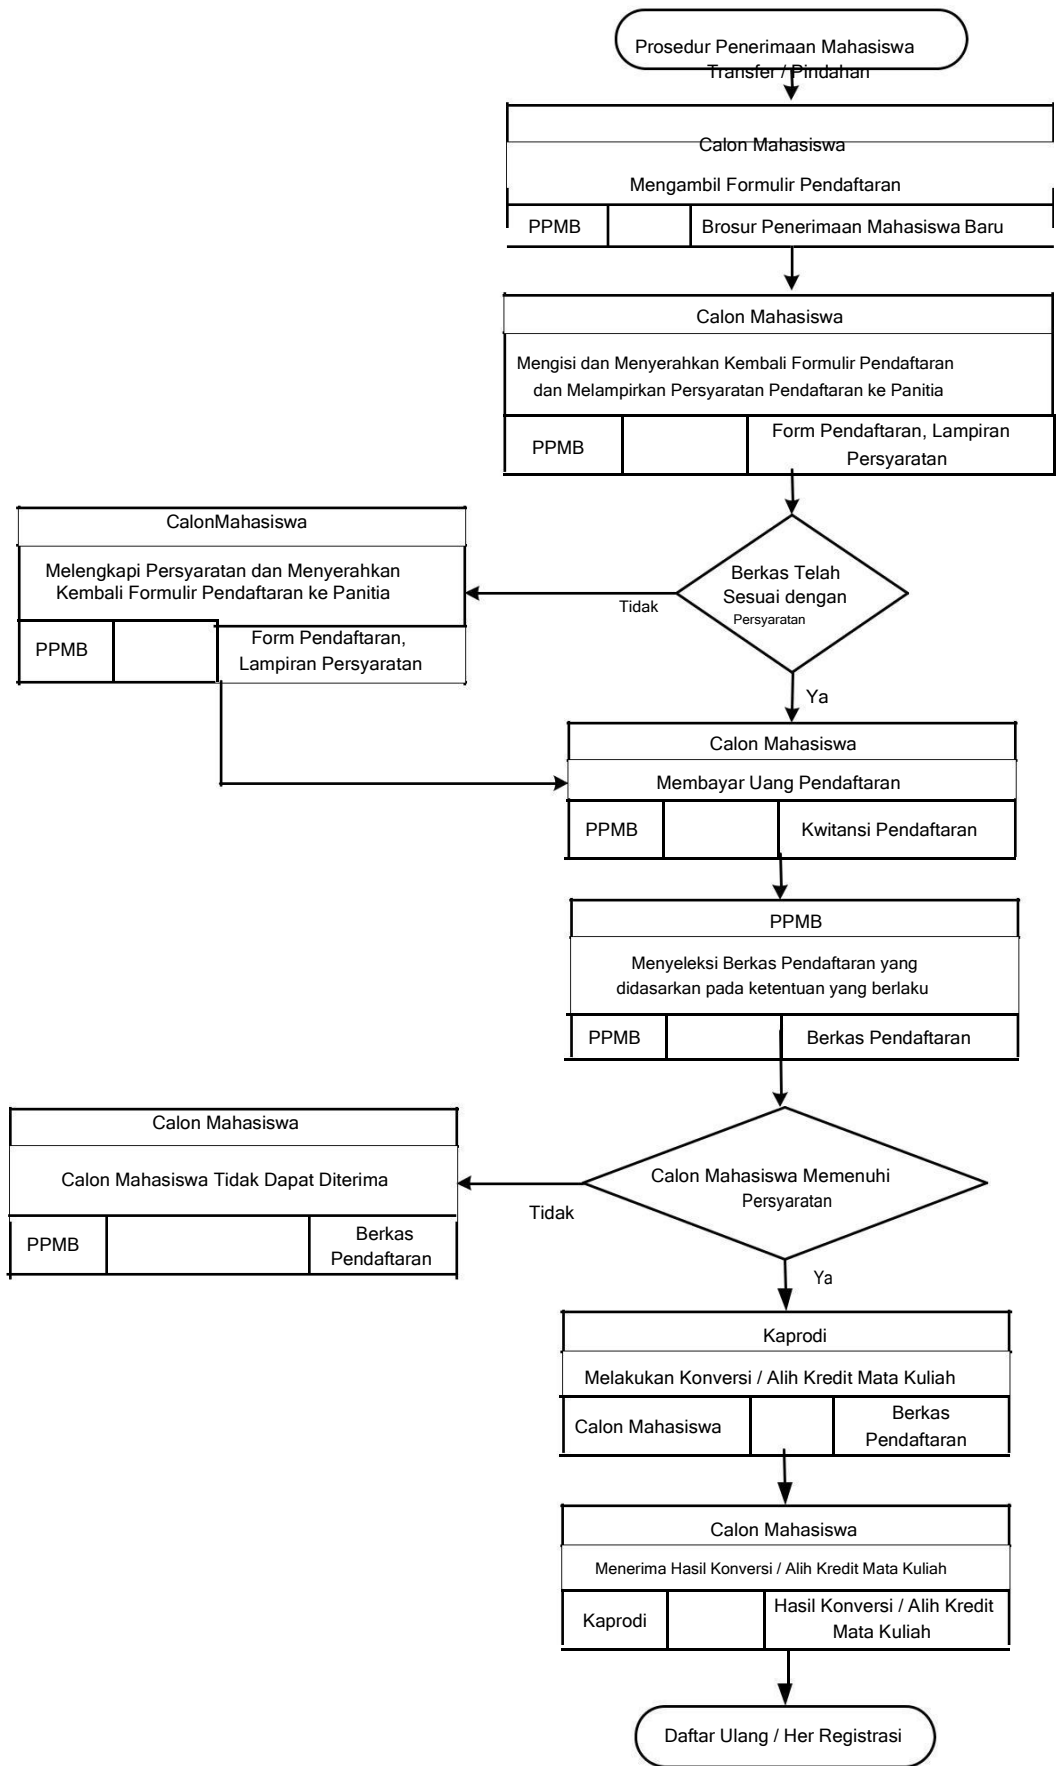 Prosedur Penerimaan Mahasiswa
Transfer / Pindahan
Calon Mahasiswa
Mengambil Formulir Pendaftaran
PPMB
Brosur Penerimaan Mahasiswa Baru
Calon Mahasiswa
Mengisi dan Menyerahkan Kembali Formulir Pendaftaran
dan Melampirkan Persyaratan Pendaftaran ke Panitia
PPMB
Form Pendaftaran, Lampiran
Persyaratan
Berkas Telah
Sesuai dengan
Persyaratan
Tidak
CalonMahasiswa
Melengkapi Persyaratan dan Menyerahkan
Kembali Formulir Pendaftaran ke Panitia
PPMB
Form Pendaftaran,
Lampiran Persyaratan
Ya
Calon Mahasiswa
Membayar Uang Pendaftaran
PPMB
Kwitansi Pendaftaran
PPMB
Menyeleksi Berkas Pendaftaran yang
didasarkan pada ketentuan yang berlaku
PPMB
Berkas Pendaftaran
Calon Mahasiswa Memenuhi
Persyaratan
Tidak
Calon Mahasiswa
Calon Mahasiswa Tidak Dapat Diterima
PPMB
Berkas
Pendaftaran
Ya
Kaprodi
Melakukan Konversi / Alih Kredit Mata Kuliah
Calon Mahasiswa
Berkas
Pendaftaran
Calon Mahasiswa
Menerima Hasil Konversi / Alih Kredit Mata Kuliah
Kaprodi
Hasil Konversi / Alih Kredit
Mata Kuliah
Daftar Ulang / Her Registrasi